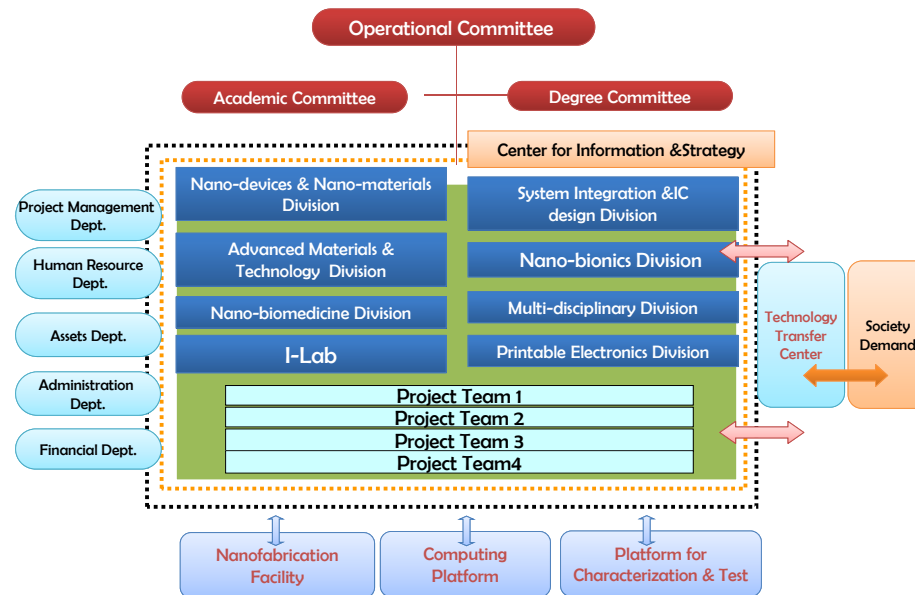 Operational Committee
Academic Committee
Degree Committee
Center for Information &Strategy
Nano-devices & Nano-materials
Division
System Integration &IC
design Division
Project Management
Dept.
Advanced Materials &
Technology Division
Nano-bionics Division
Human Resource
Dept.
Nano-biomedicine Division
Multi-disciplinary Division
Assets Dept.
I-Lab
Printable Electronics Division
Technology
Transfer
Center
Society
Demand
Administration
Dept.
Project Team 1
Project Team 2
Project Team 3
Project Team4
Financial Dept.
Nanofabrication
Facility
Computing
Platform
Platform for
Characterization & Test